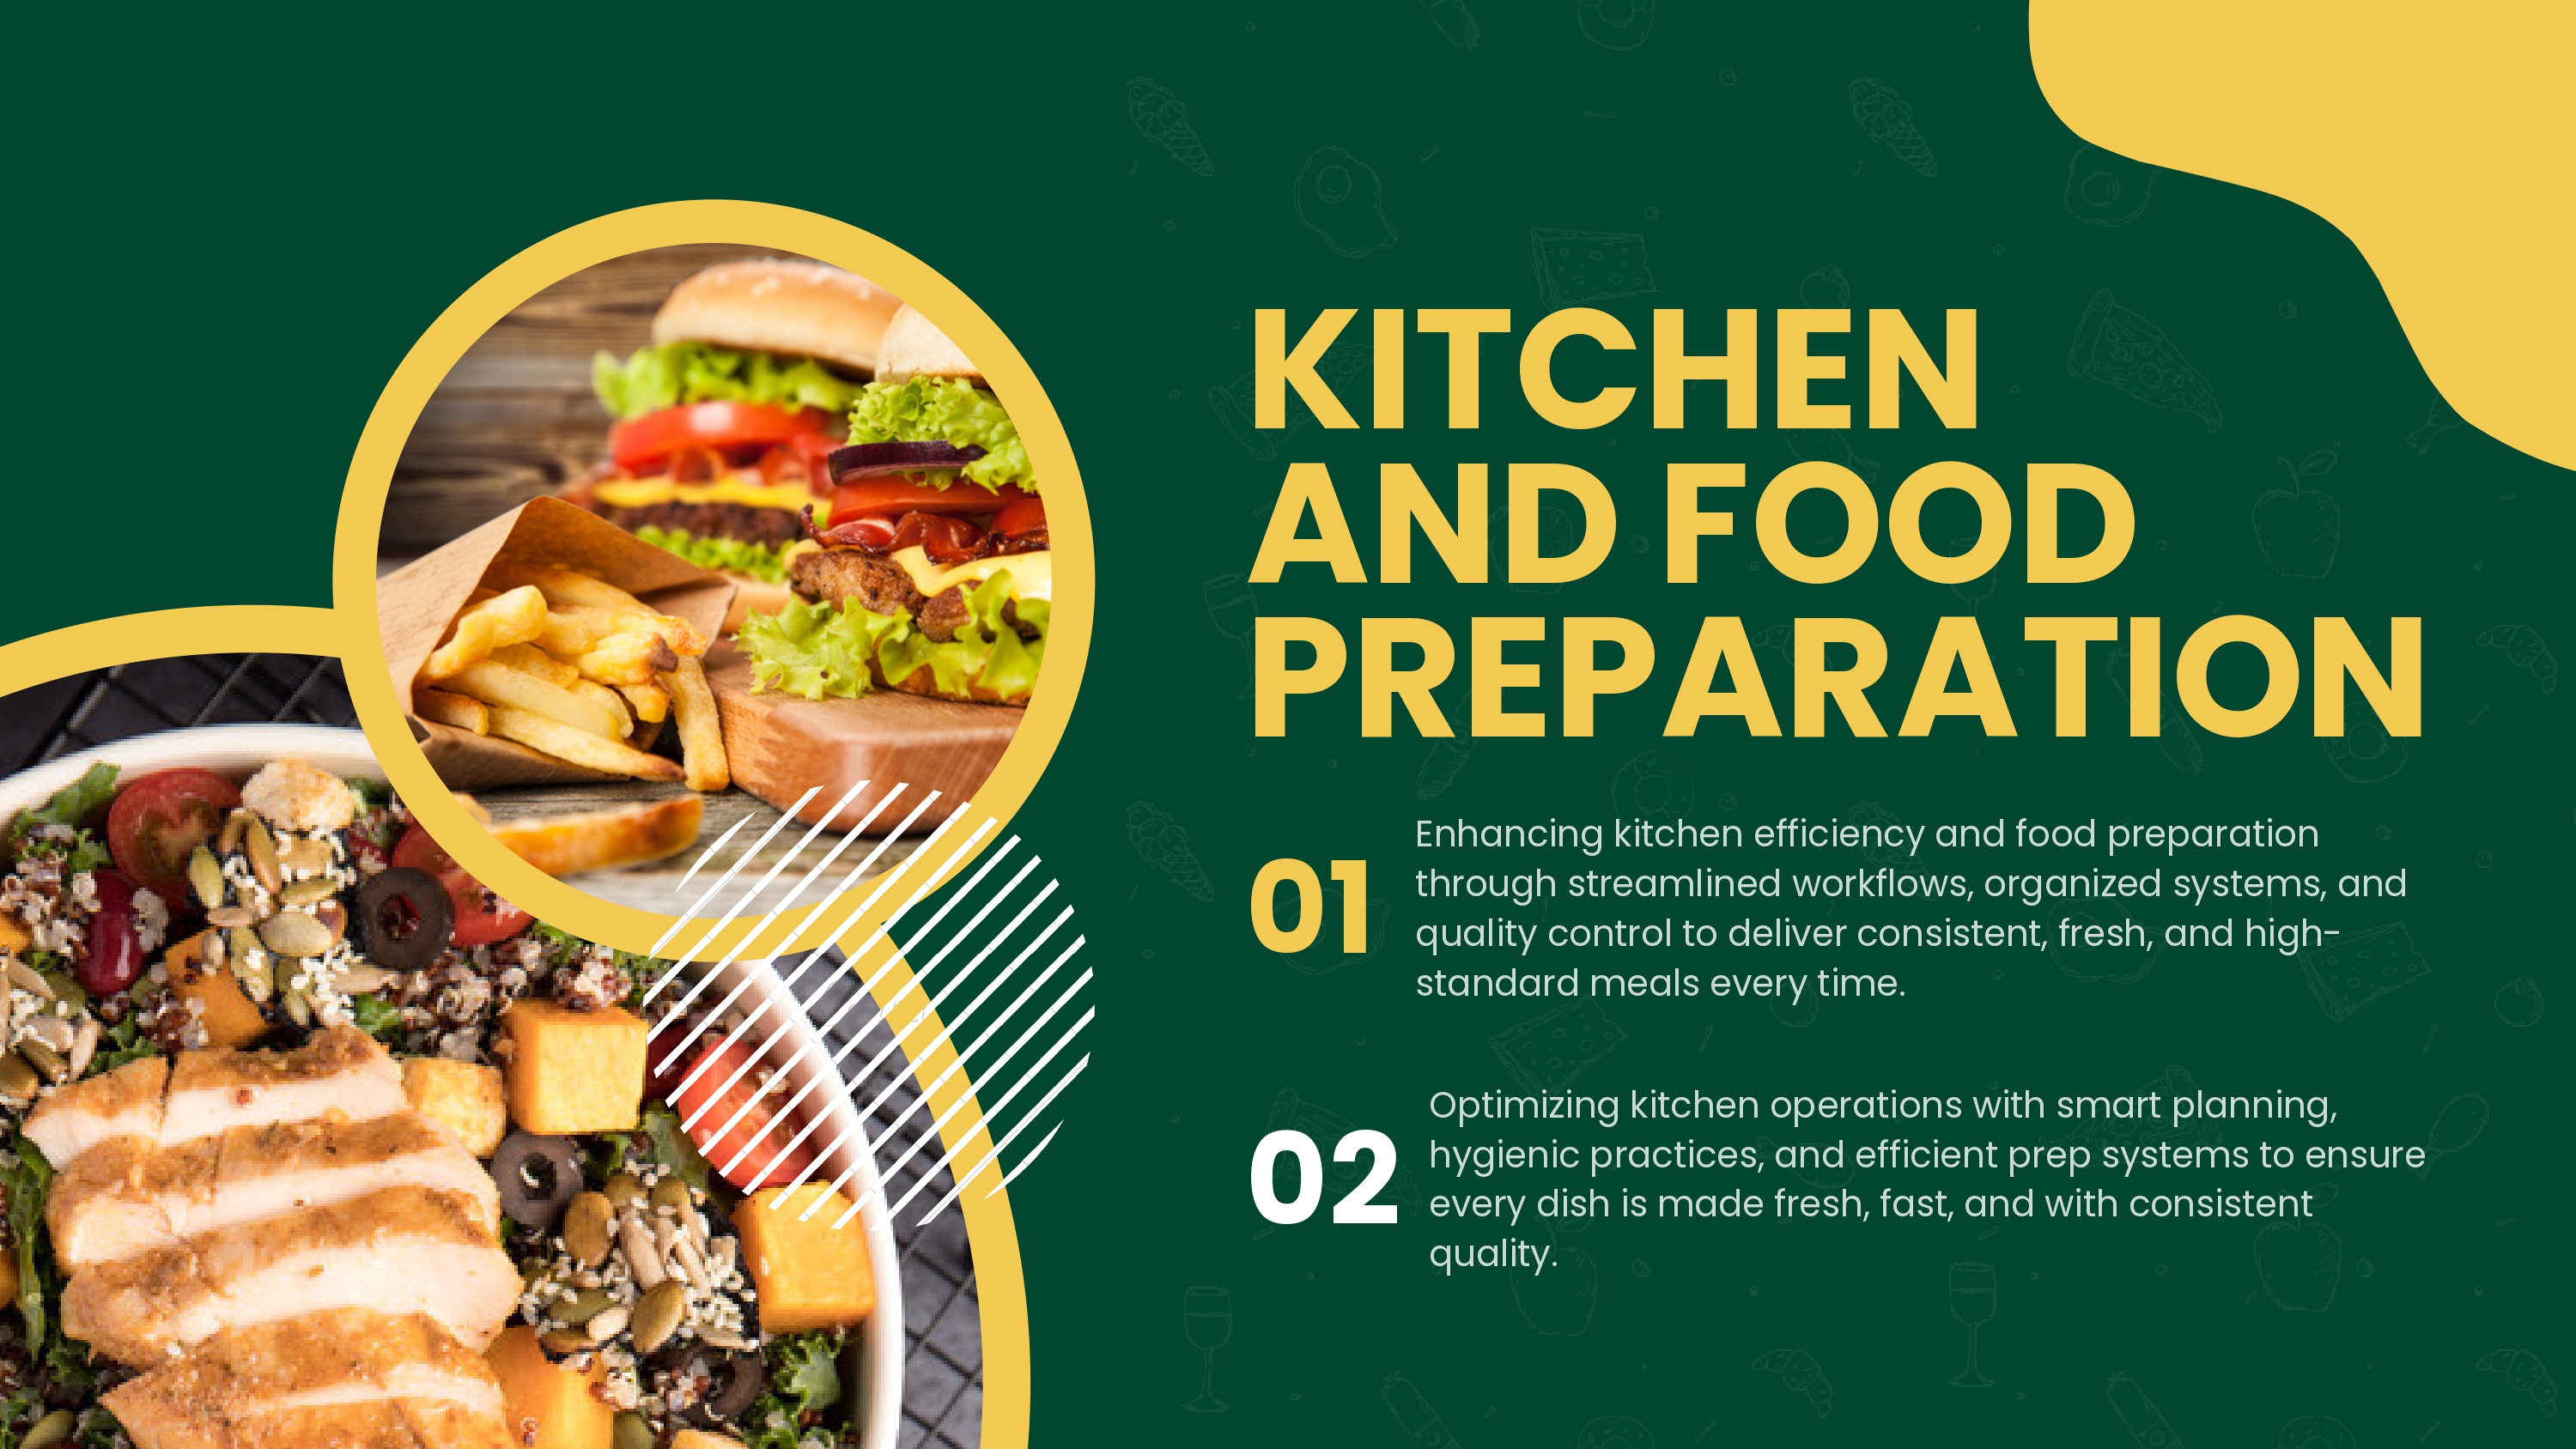 KITCHEN
AND FOOD
PREPARATION
01
Enhancing kitchen efficiency and food preparation
through streamlined workflows, organized systems, and
quality control to deliver consistent, fresh, and high-
standard meals every time.
02
Optimizing kitchen operations with smart planning,
hygienic practices, and efficient prep systems to ensure
every dish is made fresh, fast, and with consistent
quality.